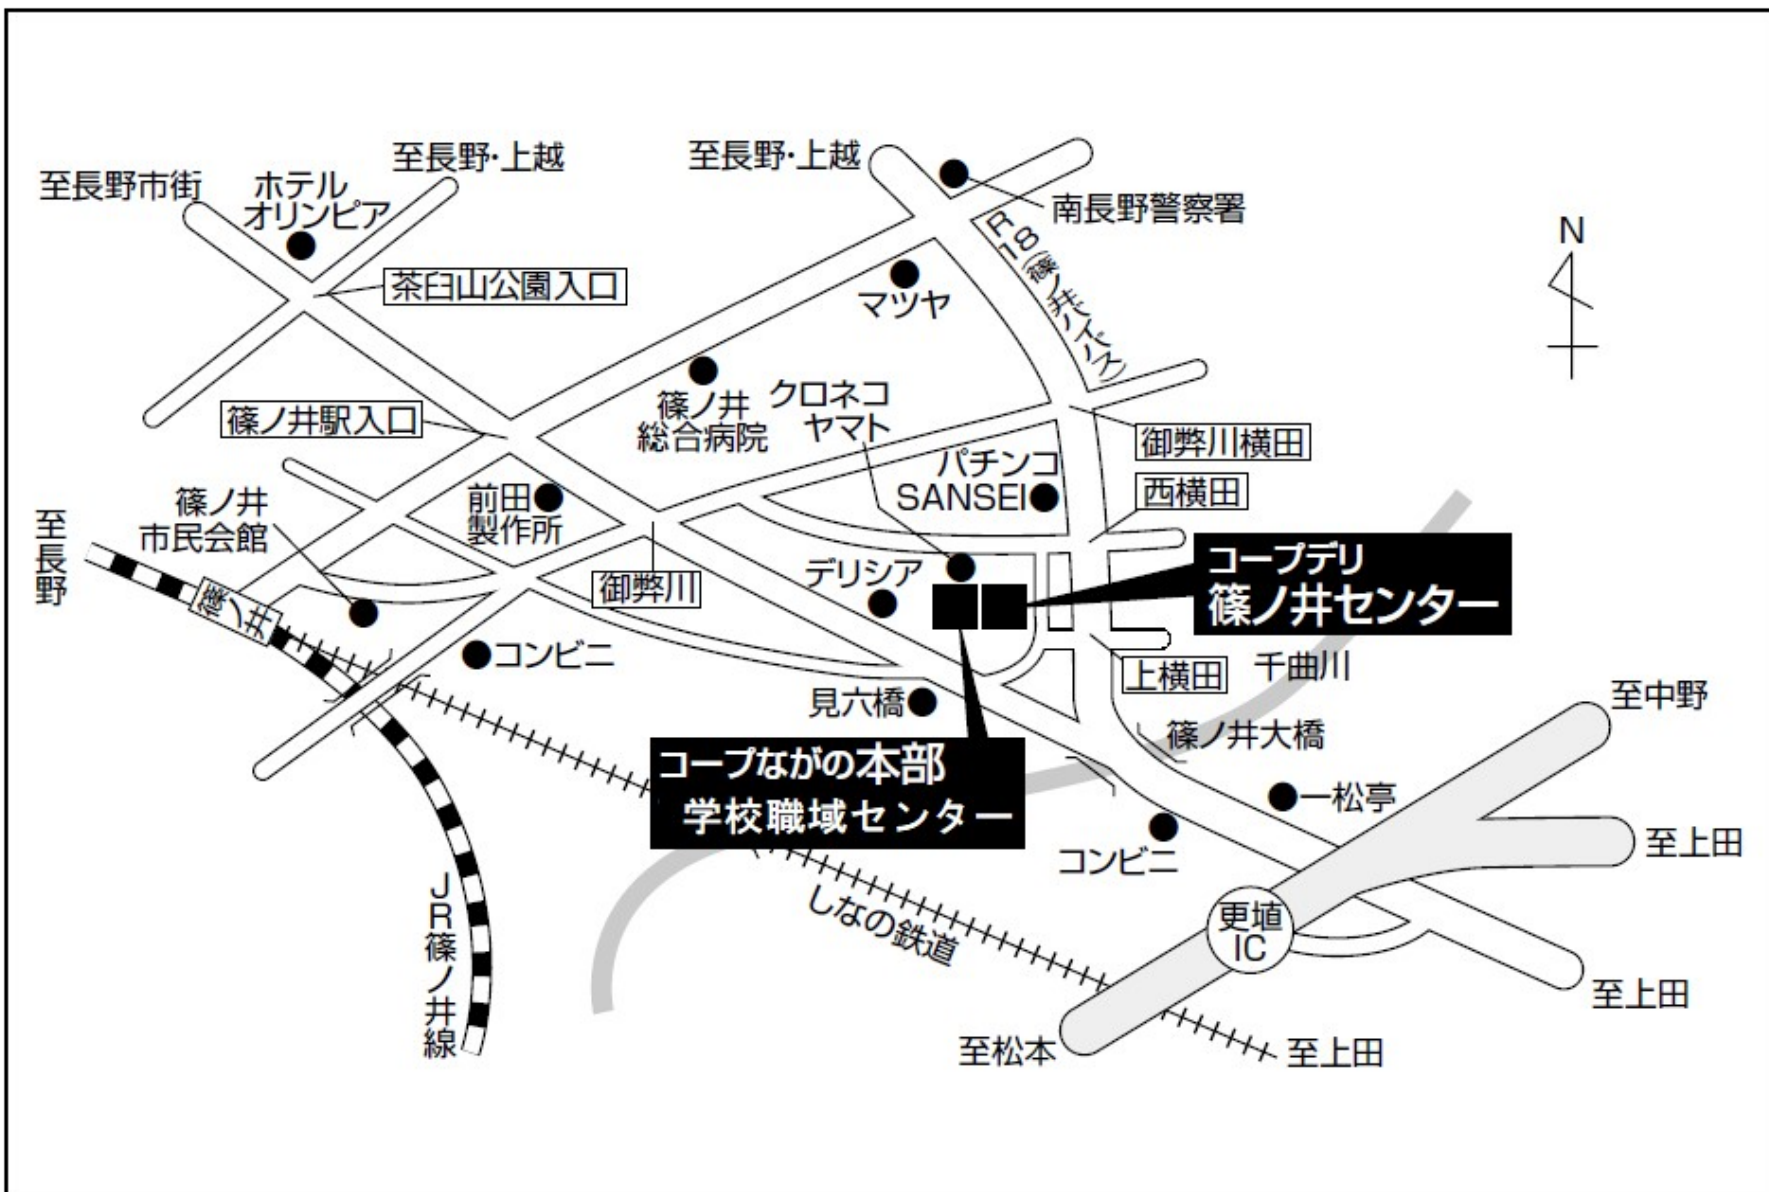 至長野市街
ホテル
オリンピア
至長野・上越
至長野・上越
南長野警察署
N
茶臼山公園入口
マツヤ
R18(篠ノ井バイパス)
篠ノ井駅入口
篠ノ井
総合病院
クロネコ
ヤマト
御弊川横田
パチンコ
SANSEI
西横田
篠ノ井
市民会館
前田
製作所
至長野
篠ノ井
御弊川
デリシア
コープデリ
篠ノ井センター
コンビニ
見六橋
上横田
千曲川
至中野
篠ノ井大橋
コープながの本部
学校職域センター
一松亭
至上田
コンビニ
JR篠ノ井線
しなの鉄道
更埴
IC
至上田
至松本
至上田